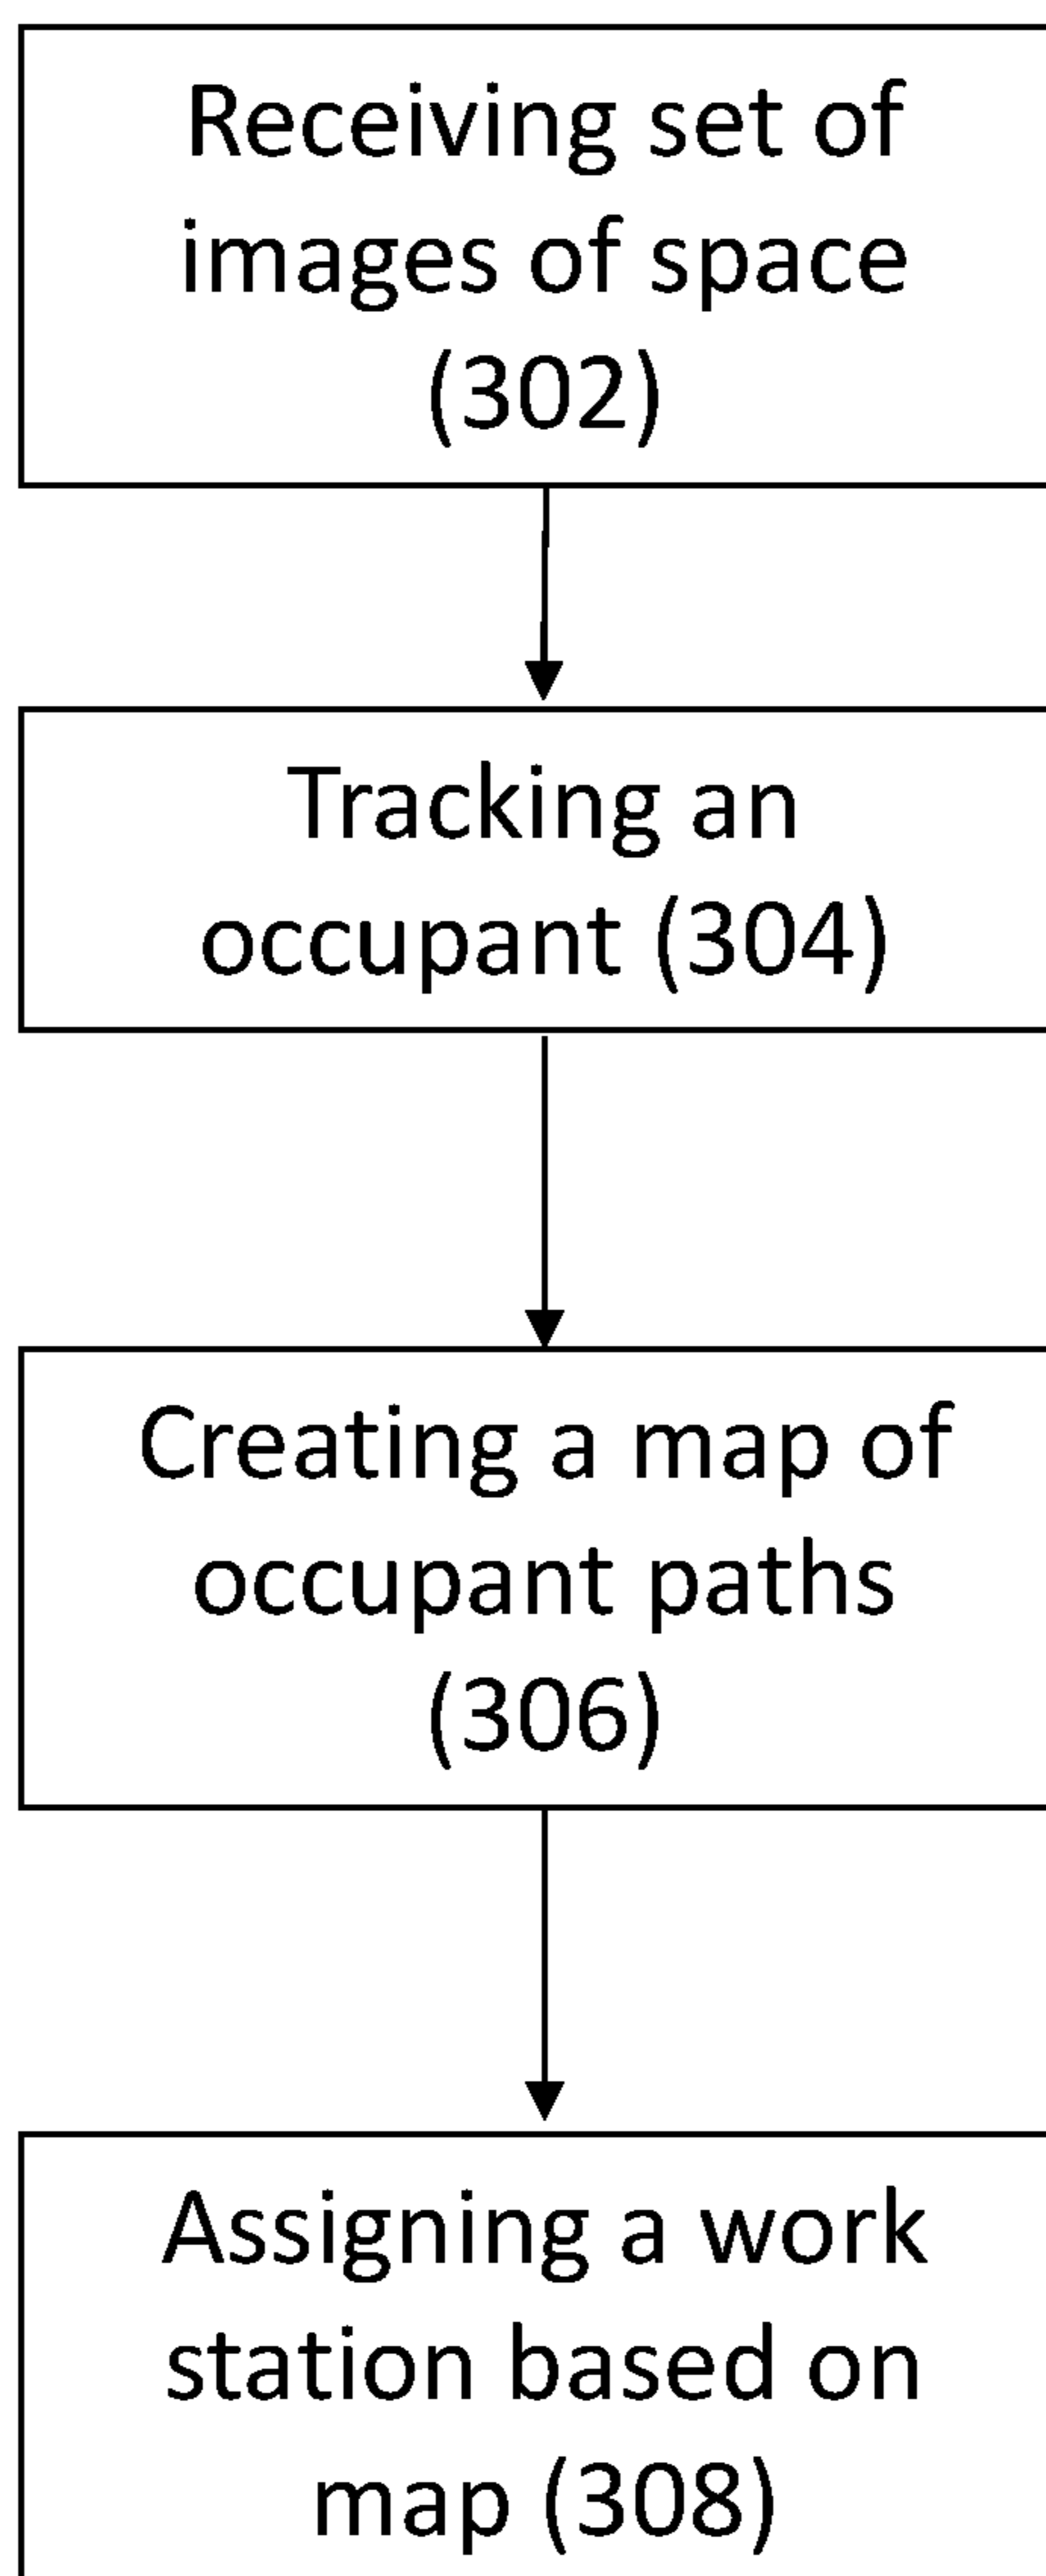 Receiving set of
images of space
(302)
Tracking an
occupant (304)
Creating a map of
occupant paths
(306)
Assigning a work
station based on
map (308)